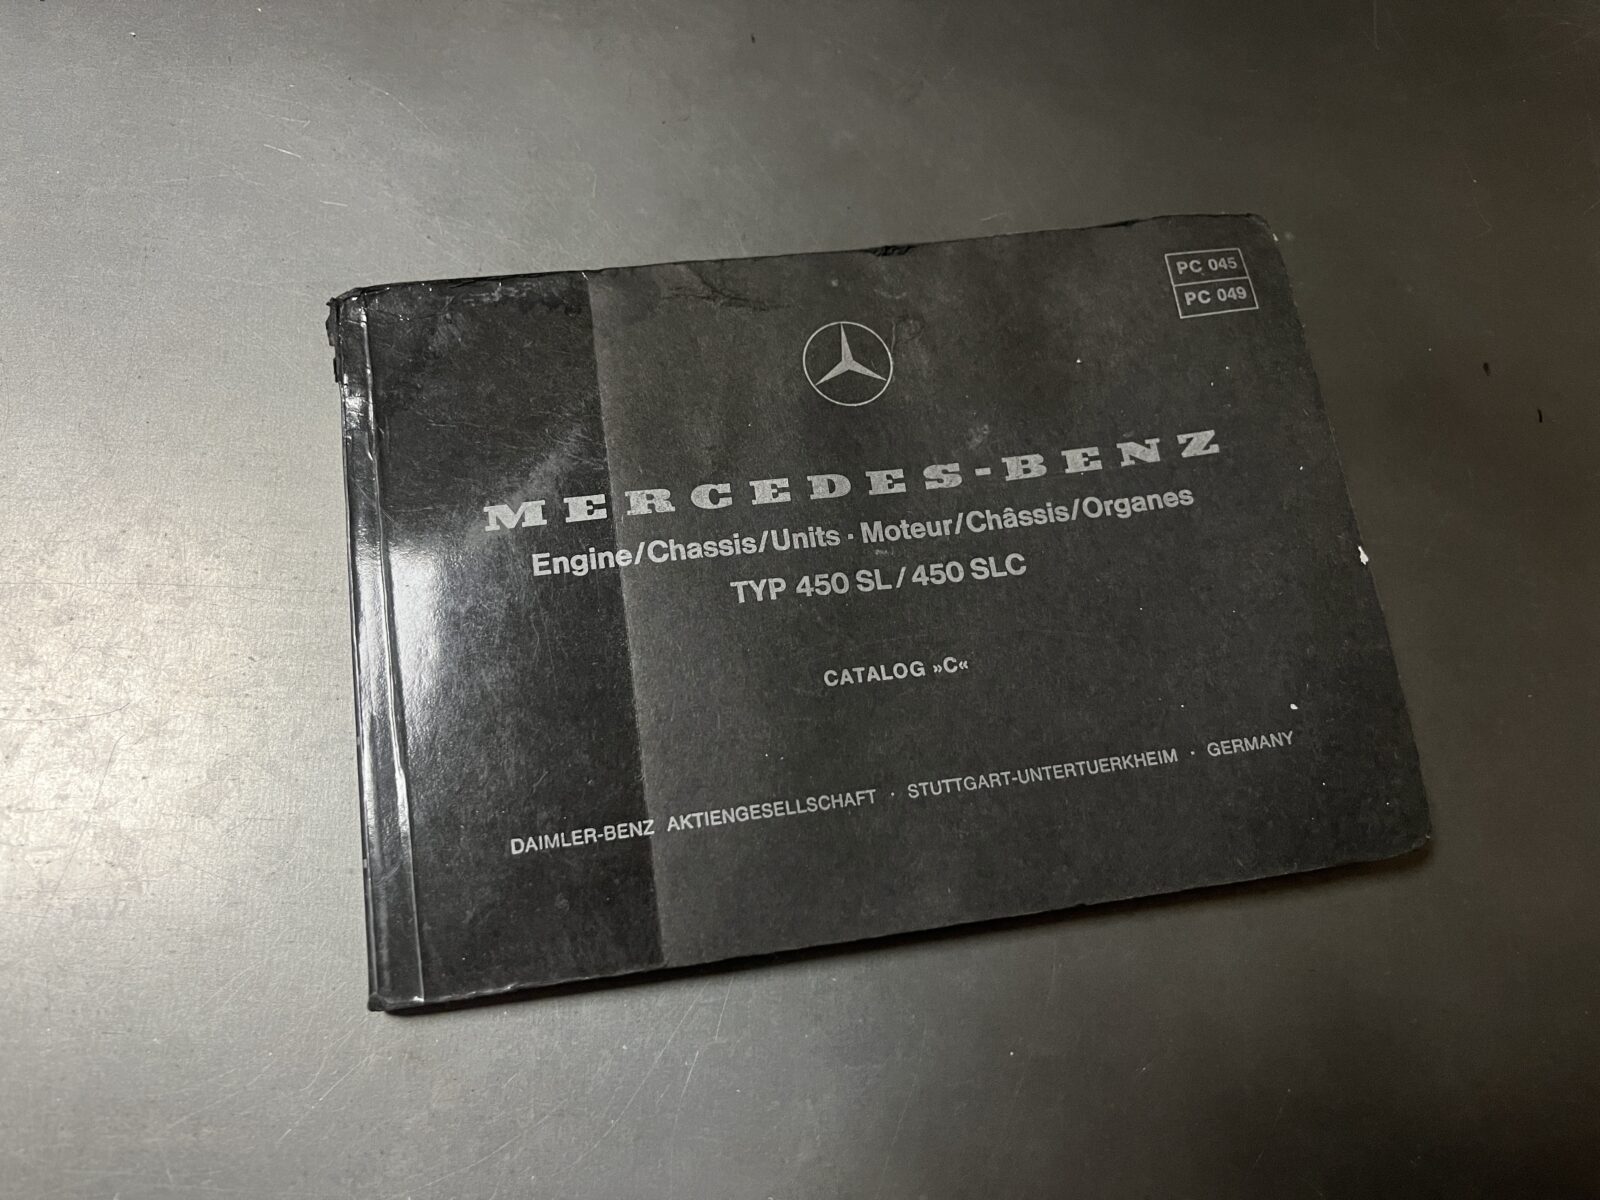 PC 045
PC 049
MERCEDES-BENZ
Engine/Chassis/Units · Moteur/Châssis/Organes
TYP 450 SL / 450 SLC
CATALOG »C«
DAIMLER-BENZ AKTIENGESELLSCHAFT · STUTTGART-UNTERTUERKHEIM · GERMANY